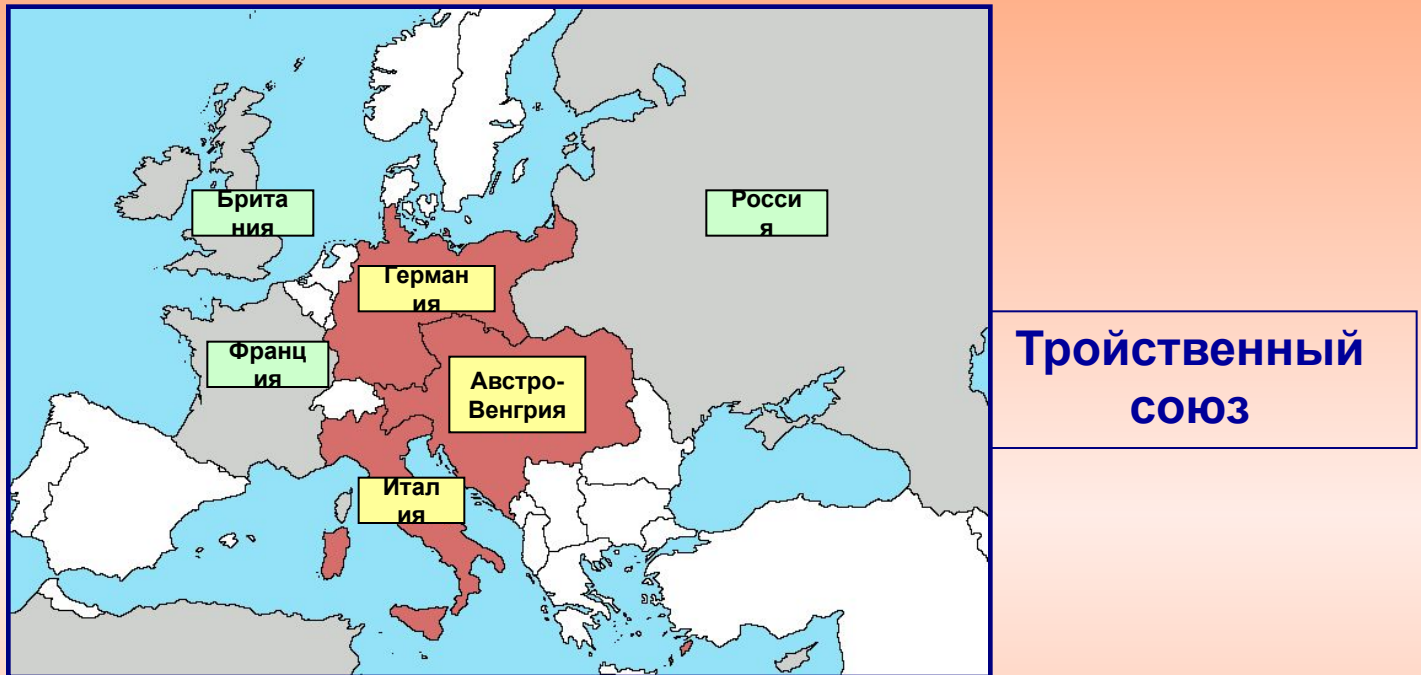 Брита
ния
Росси
я
Герман
ия
Франц
ия
Австро-
Венгрия
Итал
ия
Тройственный
союз